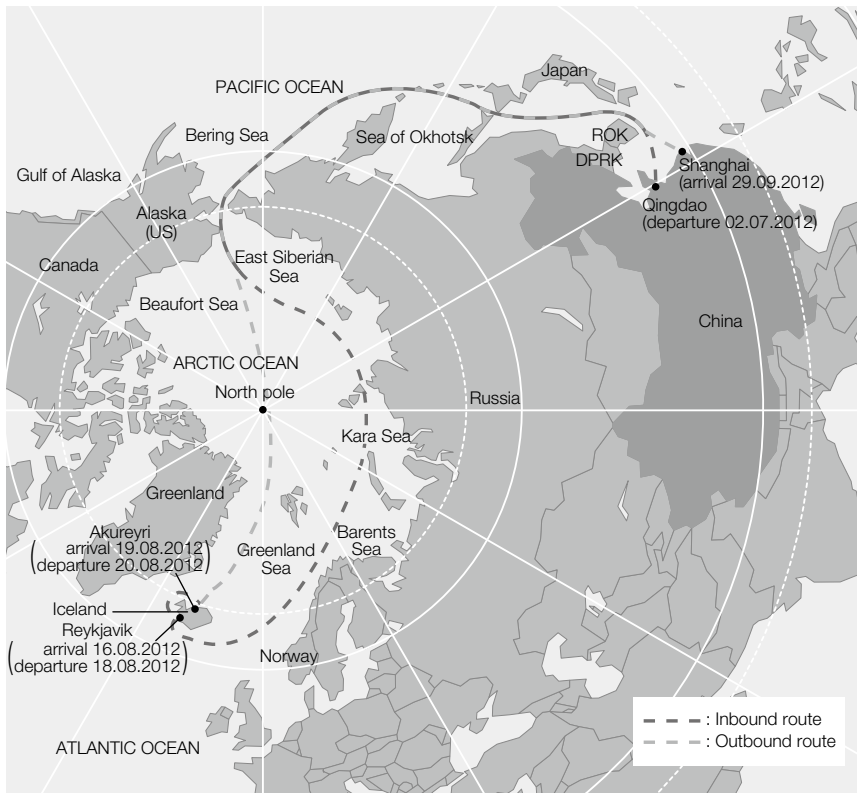 Japan
PACIFIC OCEAN
Bering Sea
Sea of Okhotsk
ROK
DPRK
Shanghai
(arrival 29.09.2012)
Qingdao
(departure 02.07.2012)
Gulf of Alaska
Alaska
(US)
Canada
East Siberian
Sea
Beaufort Sea
China
ARCTIC OCEAN
North pole
Russia
Kara Sea
Greenland
Akureyri
(arrival 19.08.2012
departure 20.08.2012)
Greenland
Sea
Barents
Sea
Iceland
Reykjavik
(arrival 16.08.2012
departure 18.08.2012)
Norway
ATLANTIC OCEAN
: Inbound route
: Outbound route